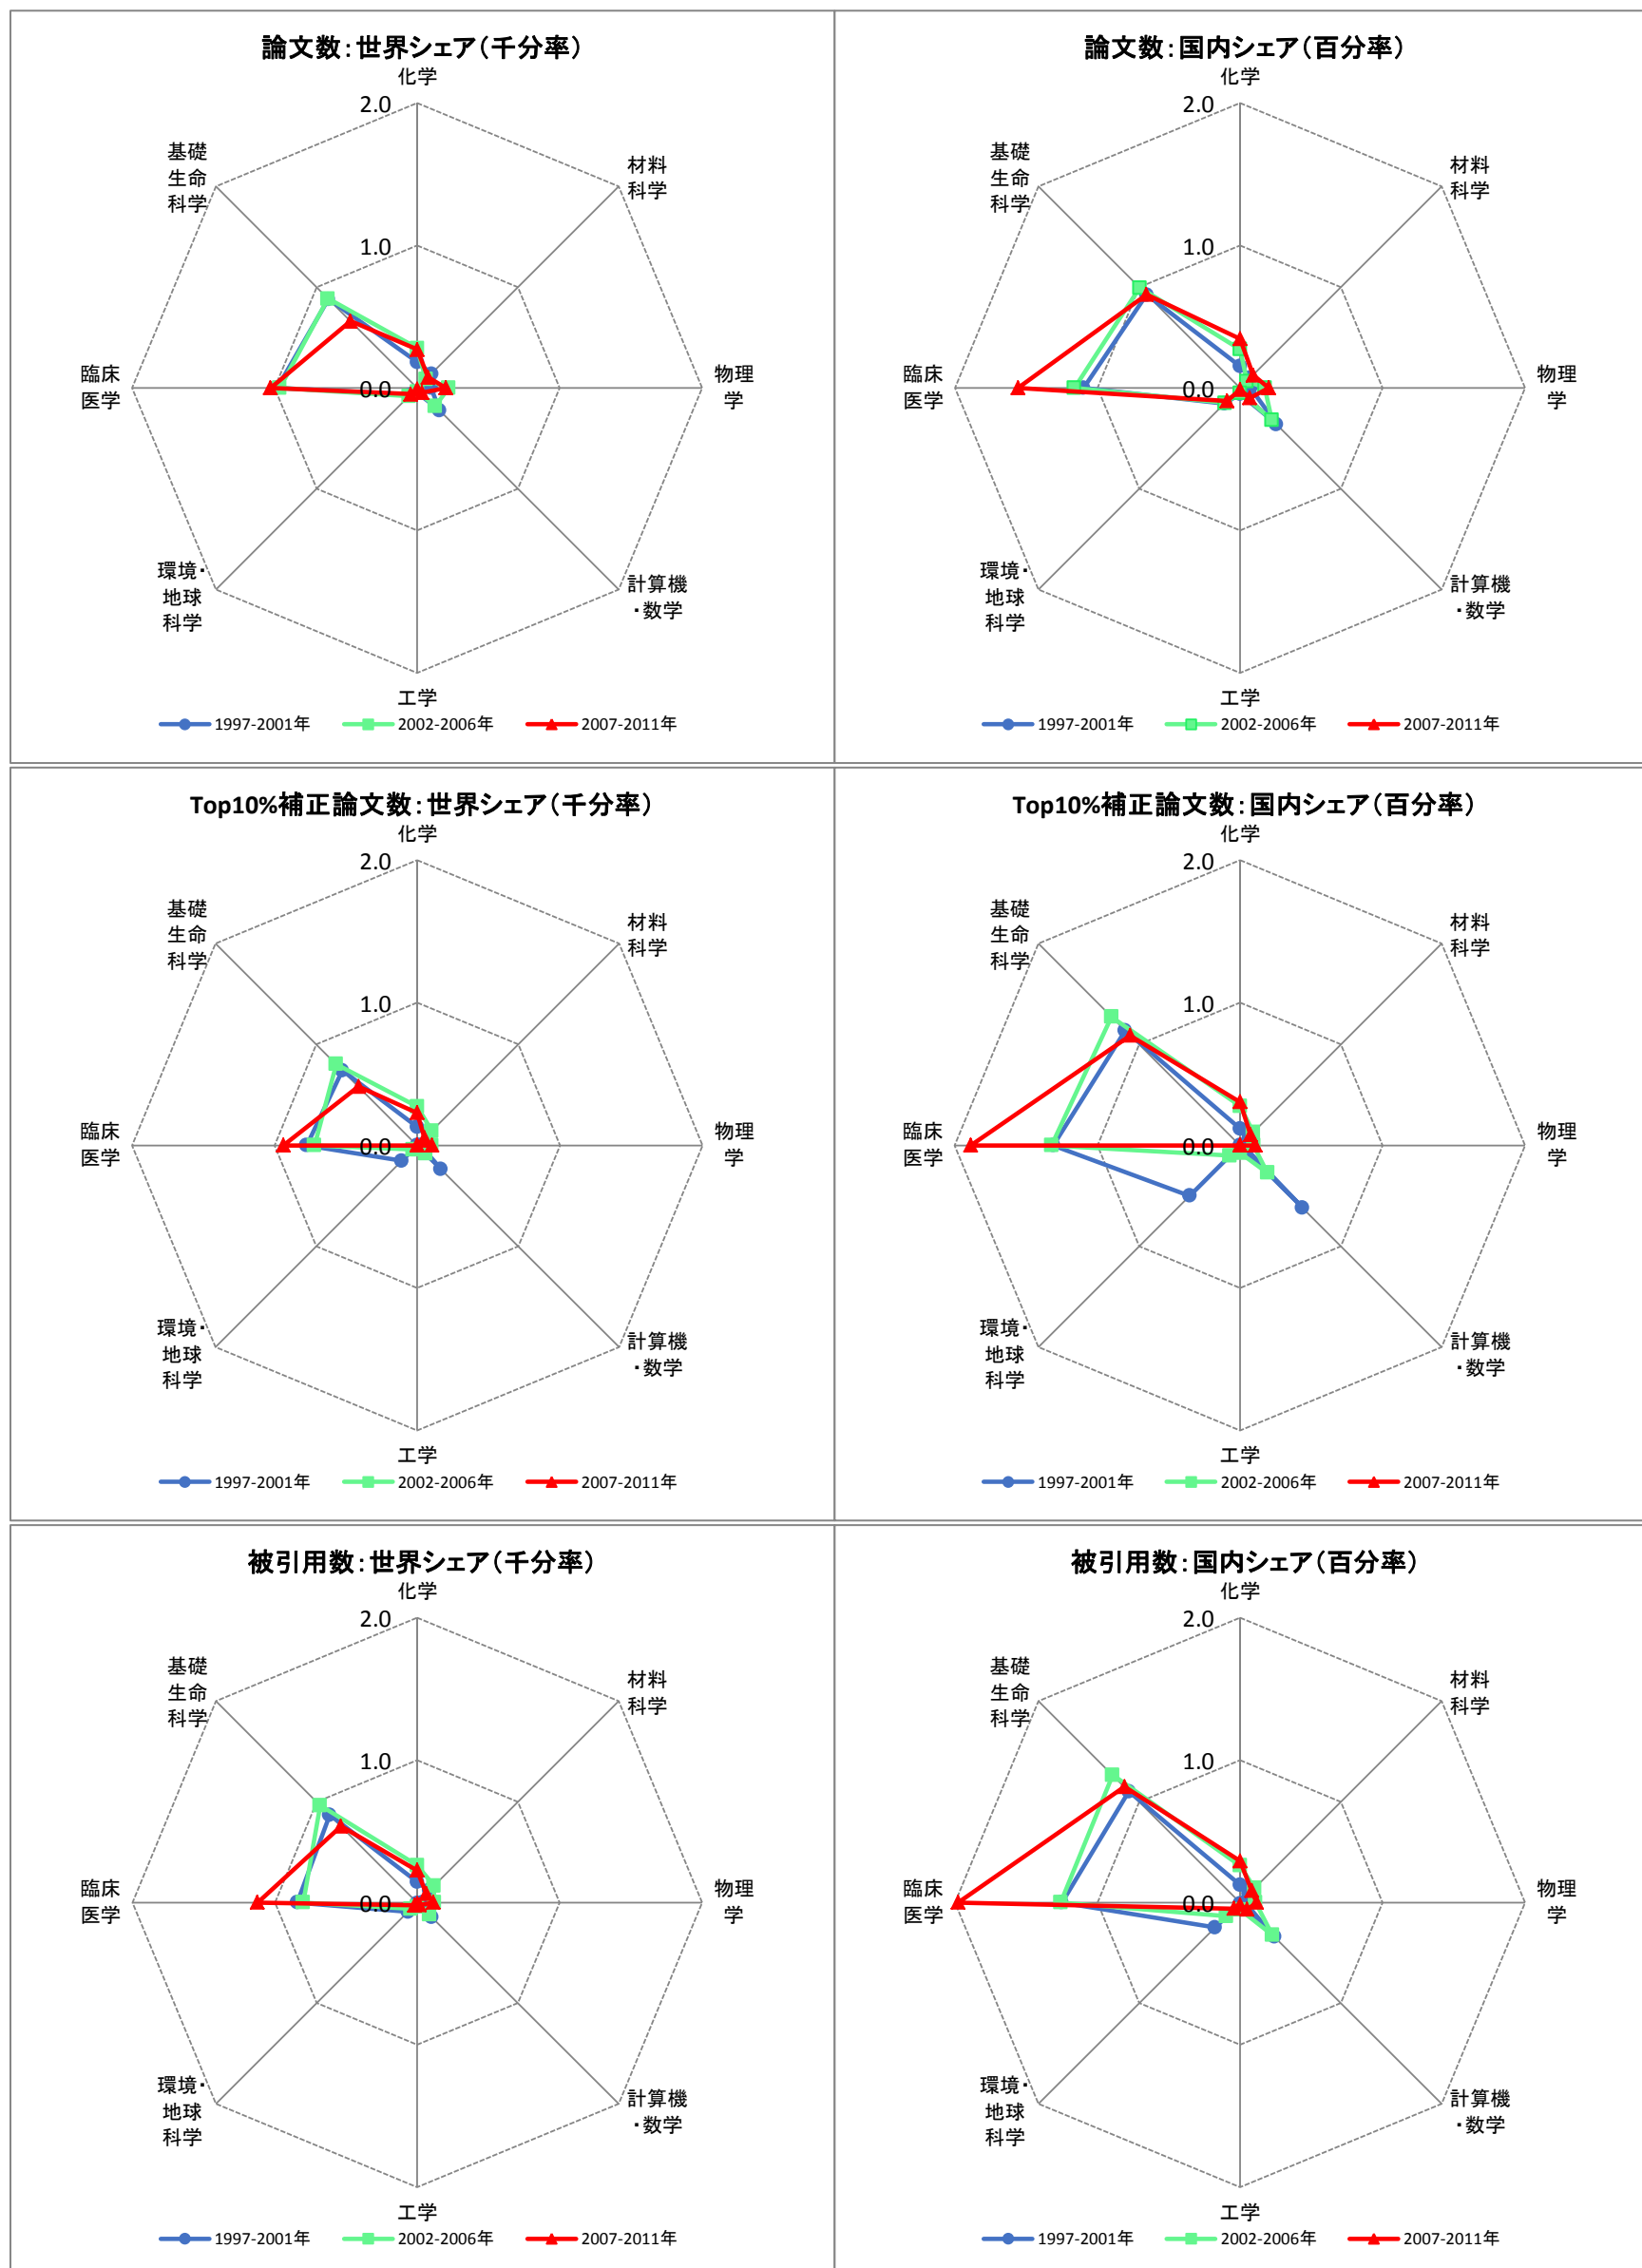 論文数：世界シェア（千分率）
化学
2.0
基礎
生命
科学
材料
科学
1.0
臨床
医学
0.0
物理
学
環境・
地球
科学
計算機
・数学
工学
1997-2001年 2002-2006年 2007-2011年
論文数：国内シェア（百分率）
化学
2.0
基礎
生命
科学
材料
科学
1.0
臨床
医学
0.0
物理
学
環境・
地球
科学
計算機
・数学
工学
1997-2001年 2002-2006年 2007-2011年
Top10%補正論文数：世界シェア（千分率）
化学
2.0
基礎
生命
科学
材料
科学
1.0
臨床
医学
0.0
物理
学
環境・
地球
科学
計算機
・数学
工学
1997-2001年 2002-2006年 2007-2011年
Top10%補正論文数：国内シェア（百分率）
化学
2.0
基礎
生命
科学
材料
科学
1.0
臨床
医学
0.0
物理
学
環境・
地球
科学
計算機
・数学
工学
1997-2001年 2002-2006年 2007-2011年
被引用数：世界シェア（千分率）
化学
2.0
基礎
生命
科学
材料
科学
1.0
臨床
医学
0.0
物理
学
環境・
地球
科学
計算機
・数学
工学
1997-2001年 2002-2006年 2007-2011年
被引用数：国内シェア（百分率）
化学
2.0
基礎
生命
科学
材料
科学
1.0
臨床
医学
0.0
物理
学
環境・
地球
科学
計算機
・数学
工学
1997-2001年 2002-2006年 2007-2011年